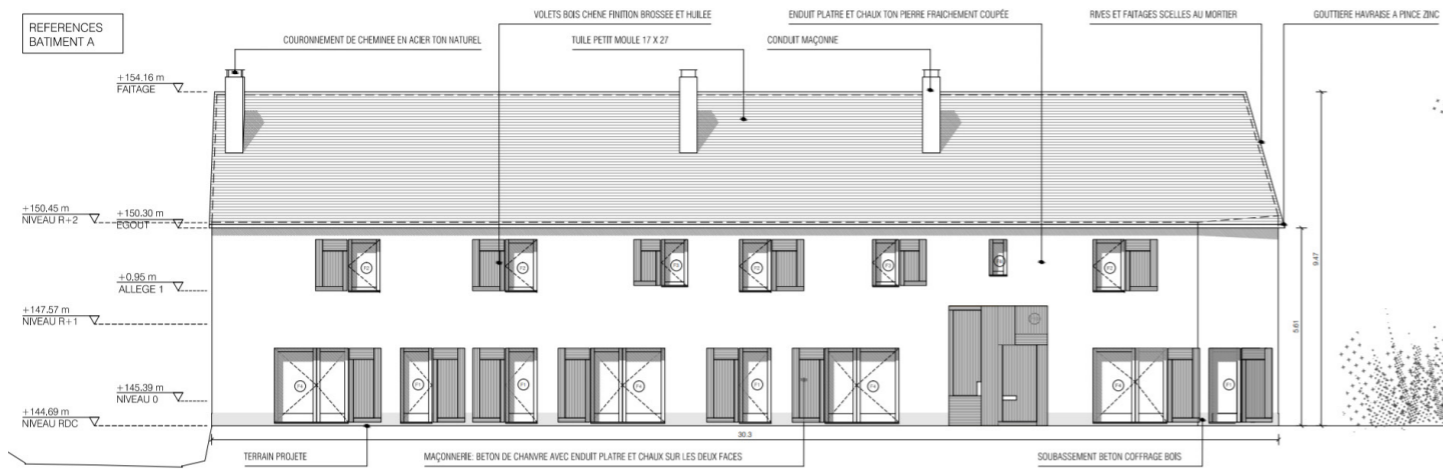 REFERENCES
BATIMENT A
VOLETS BOIS CHENE FINITION BROSSEE ET HUILEE
ENDUIT PLATRE ET CHAUX TON PIERRE FRAICHEMENT COUPÉE
RIVES ET FAITAGES SCELLES AU MORTIER
GOUTTIERE HAVRAISE A PINCE ZINC
COURONNEMENT DE CHEMINEE EN ACIER TON NATUREL
TUILE PETIT MOULE 17 X 27
CONDUIT MAÇONNE
+154.16 m
FAITAGE
+150.45 m
NIVEAU R+2
+150.30 m
EGOUT
+0.95 m
ALLEGE 1
+147.57 m
NIVEAU R+1
+145.39 m
NIVEAU 0
+144.69 m
NIVEAU RDC
9.47
5.61
30.3
TERRAIN PROJETE
MAÇONNERIE: BETON DE CHANVRE AVEC ENDUIT PLATRE ET CHAUX SUR LES DEUX FACES
SOUBASSEMENT BETON COFFRAGE BOIS